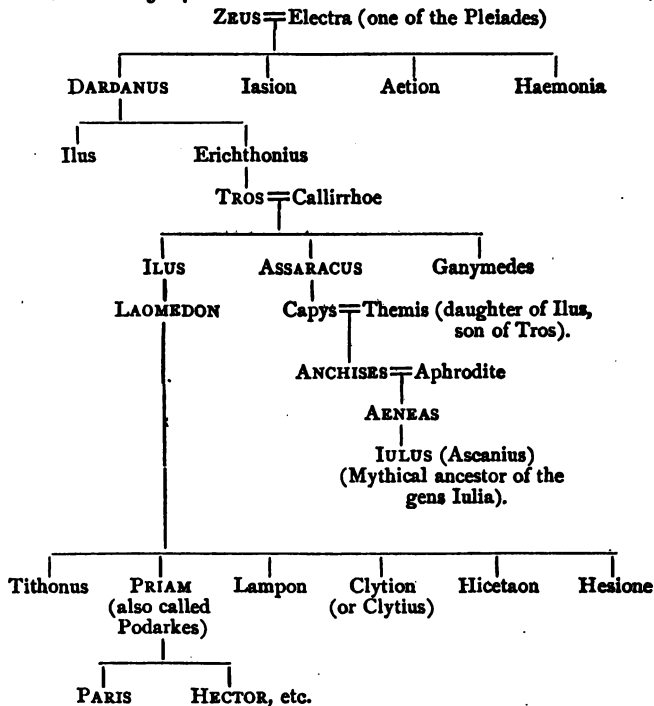 ZEUS = Electra (one of the Pleiades)
DARDANUS Iasion Aetion Haemonia
Ilus Erichthonius
TROS = Callirrhoe
ILUS ASSARACUS Ganymedes
LAOMEDON Capys = Themis (daughter of Ilus,
son of Tros).
ANCHISES = Aphrodite
AENEAS
IULUS (Ascanius)
(Mythical ancestor of the
gens Iulia).
Tithonus PRIAM Lampon Clytion Hicetaon Hesione
(also called (or Clytius)
Podarkes)
PARIS HECTOR, etc.